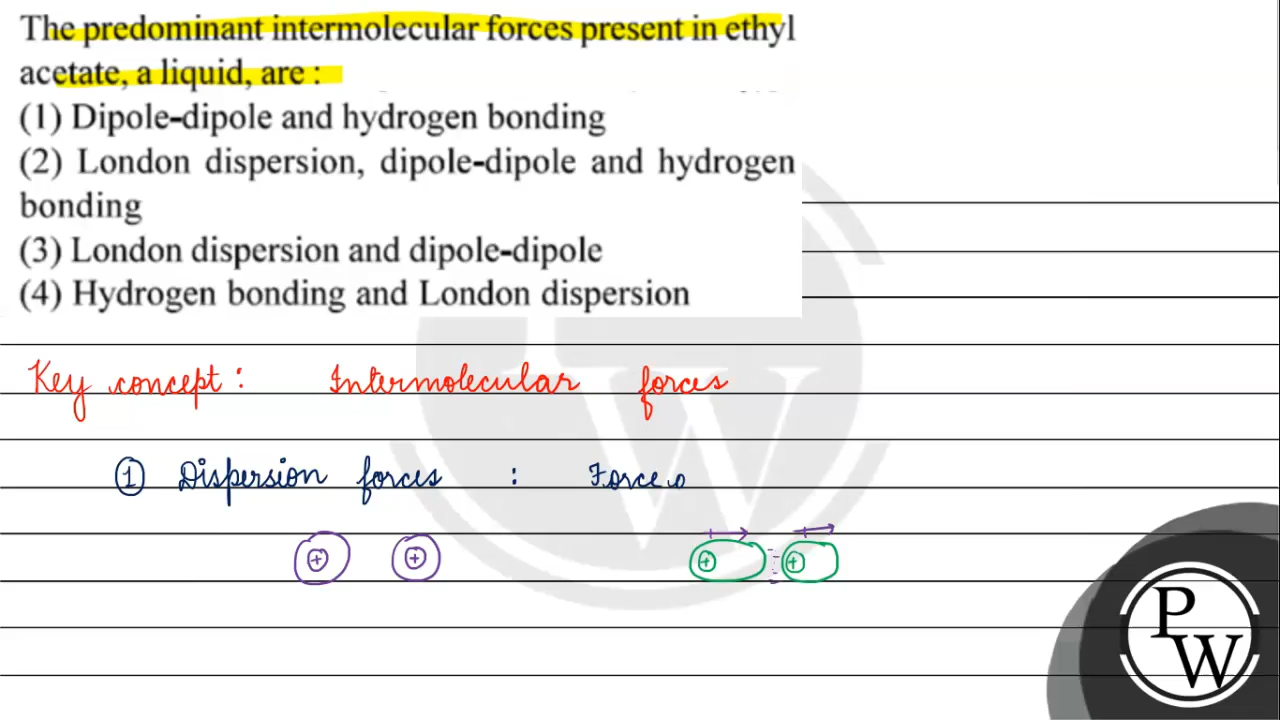 The predominant intermolecular forces present in ethyl
acetate, a liquid, are :
(1) Dipole-dipole and hydrogen bonding
(2) London dispersion, dipole-dipole and hydrogen
bonding
(3) London dispersion and dipole-dipole
(4) Hydrogen bonding and London dispersion
Key concept : Intermolecular forces
① Dispersion forces : Force o
+ + + +
P
W